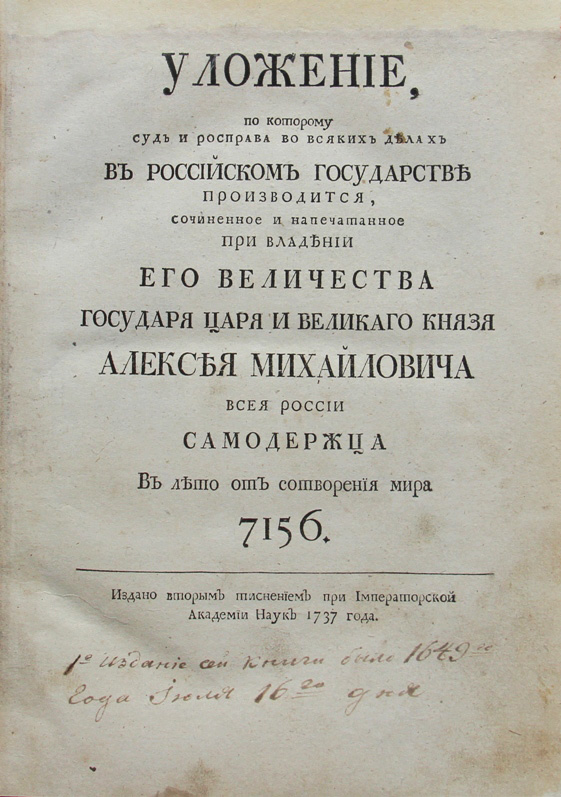 УЛОЖЕНІЕ,
по которому
судъ и росправа во всякихъ дѣлахъ
ВЪ РОССІЙСКОМЪ ГОСУДАРСТВѢ
ПРОИЗВОДИТСЯ,
сочиненное и напечатанное
ПРИ ВЛАДѢНІИ
ЕГО ВЕЛИЧЕСТВА
ГОСУДАРЯ ЦАРЯ И ВЕЛИКАГО КНЯЗЯ
АЛЕКСѢЯ МИХАЙЛОВИЧА
ВСЕЯ РОССІИ
САМОДЕРЖЦА
Въ лѣто отъ сотворенія мира
7156.
Издано вторымъ тисненіемъ при Імператорской
Академіи Наукъ 1737 года.
1е Изданіе сей книги было 1649го
Года Іюля 16го дня